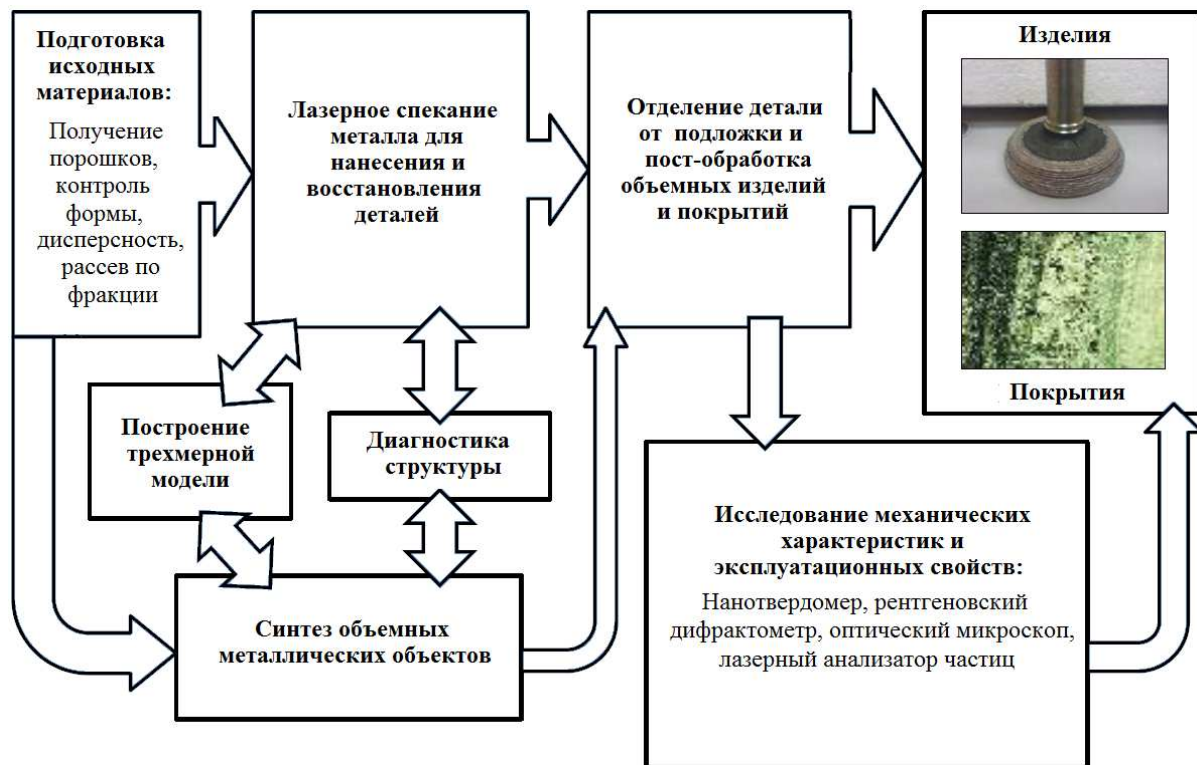 Подготовка
исходных
материалов:
Получение
порошков,
контроль
формы,
дисперсность,
рассев по
фракции
Лазерное спекание
металла для
нанесения и
восстановления
деталей
Отделение детали
от подложки и
пост-обработка
объемных изделий
и покрытий
Изделия
Покрытия
Построение
трехмерной
модели
Диагностика
структуры
Синтез объемных
металлических объектов
Исследование механических
характеристик и
эксплуатационных свойств:
Нанотвердомер, рентгеновский
дифрактометр, оптический микроскоп,
лазерный анализатор частиц